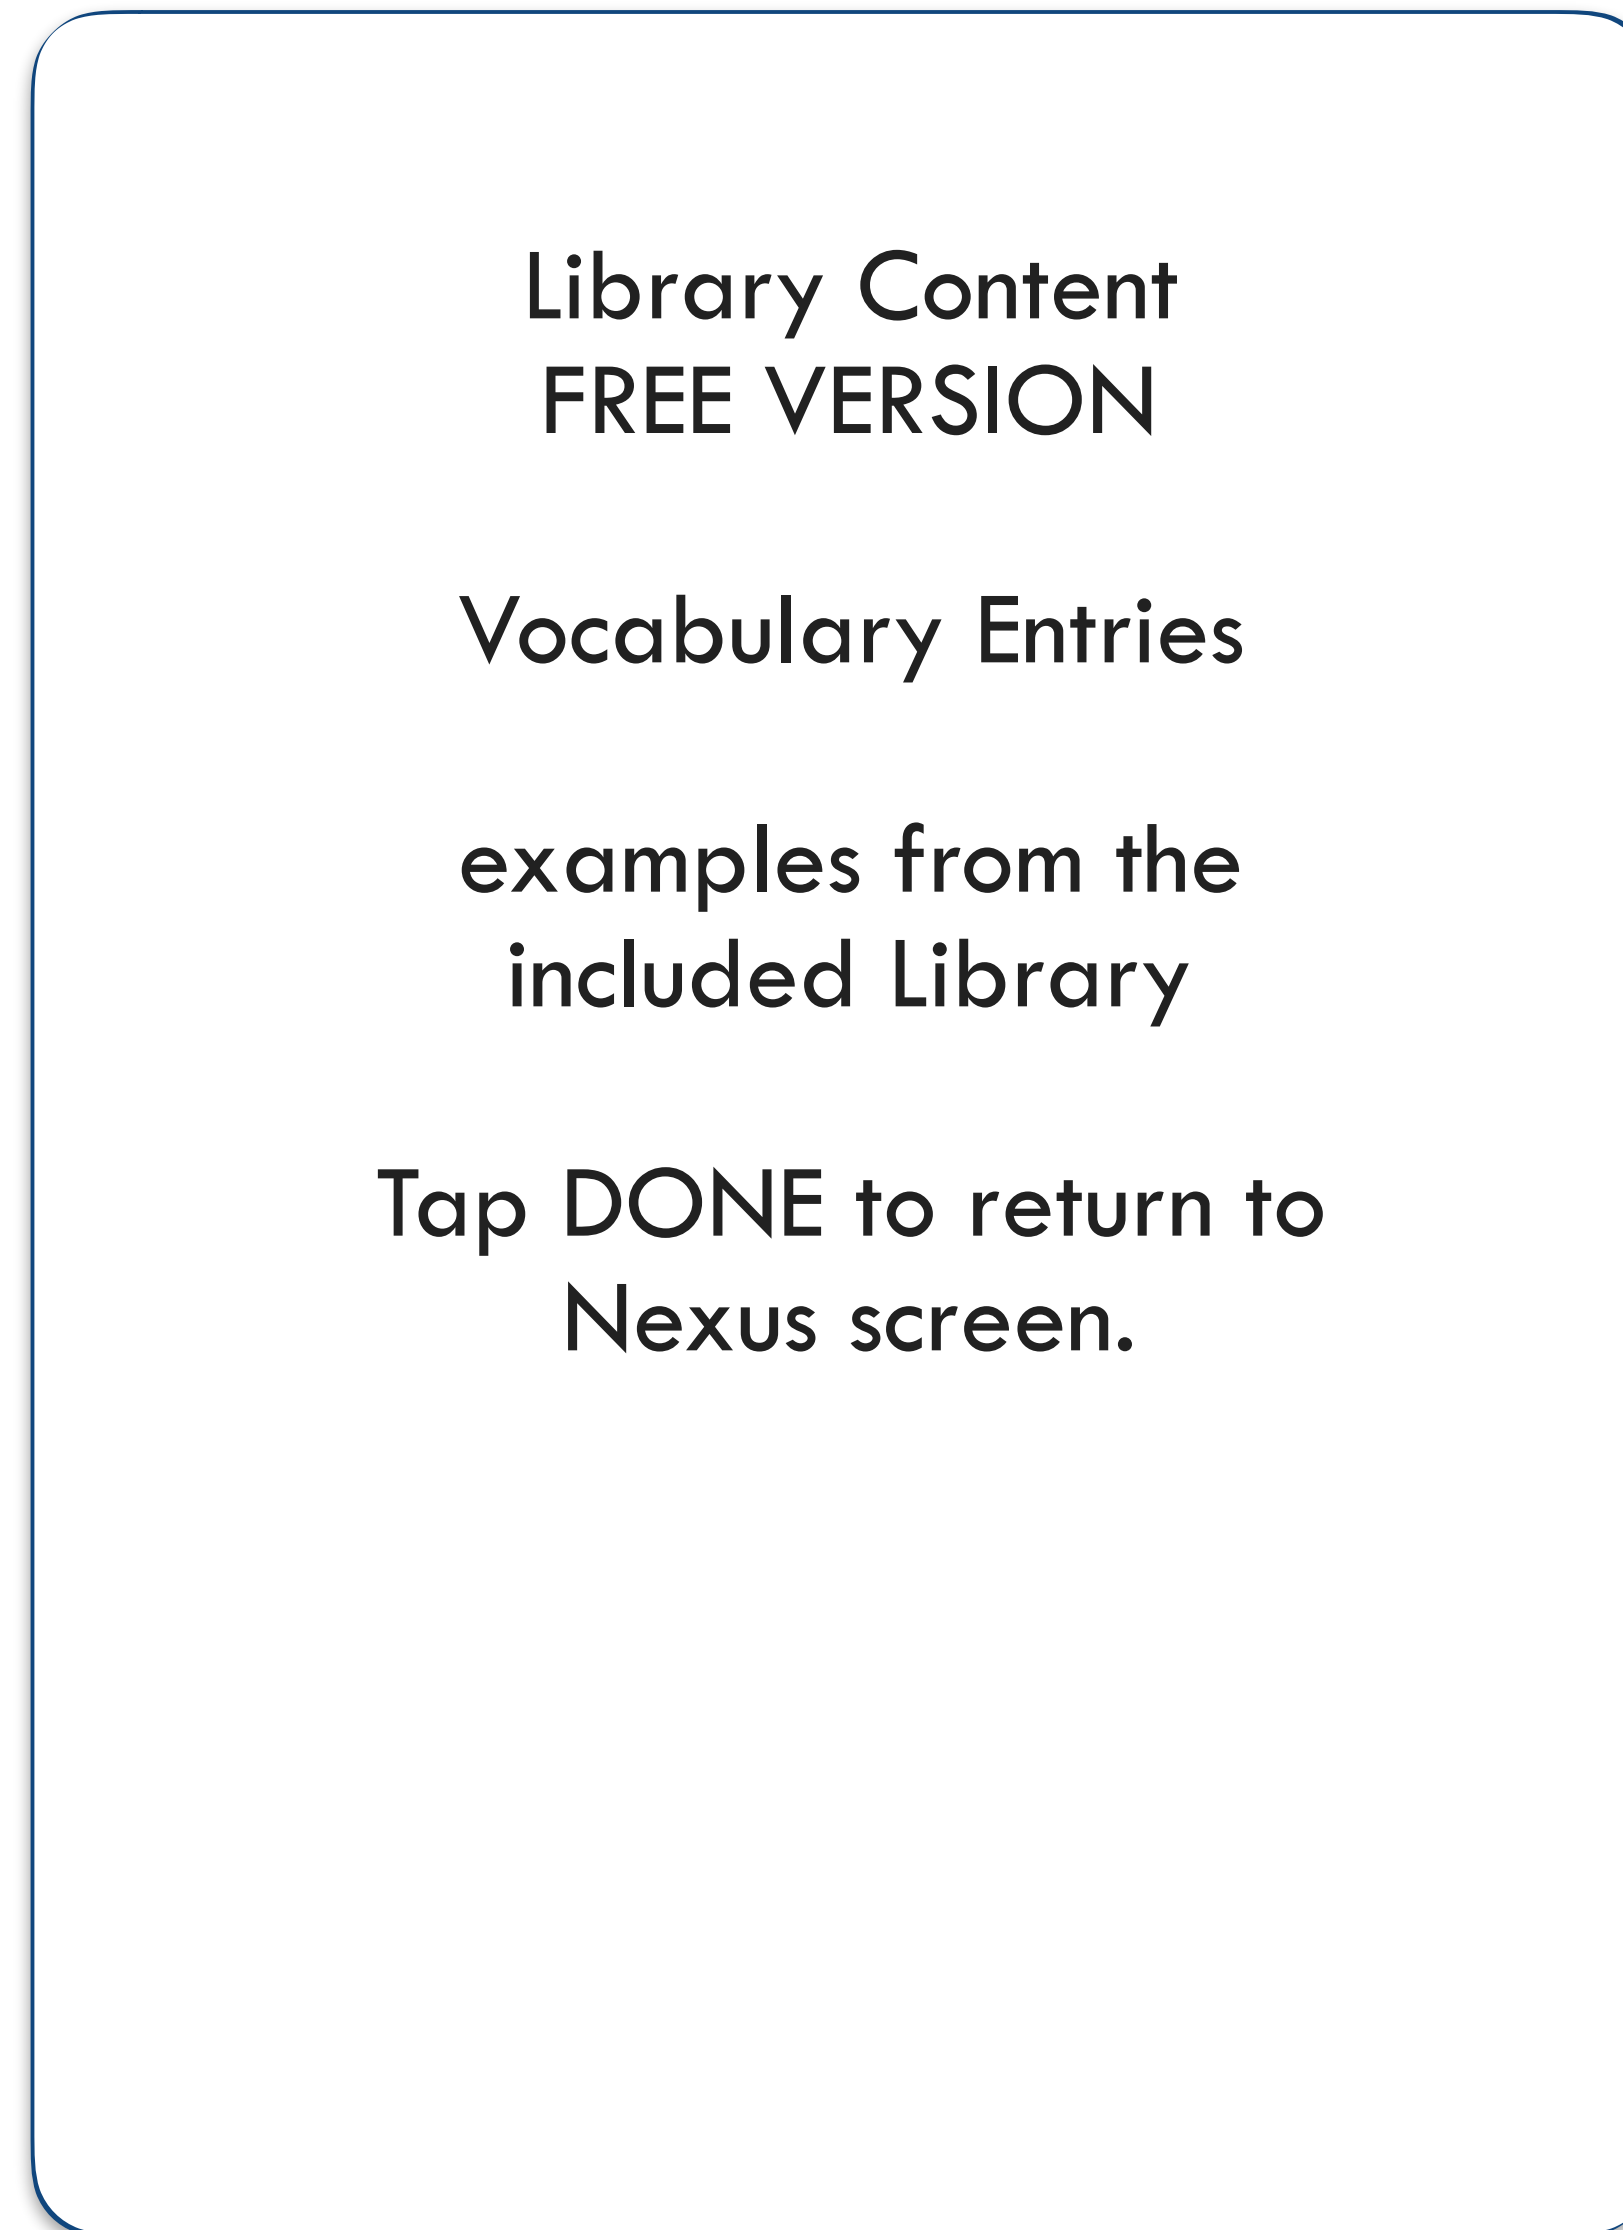 Library Content
FREE VERSION
Vocabulary Entries
examples from the
included Library
Tap DONE to return to
Nexus screen.